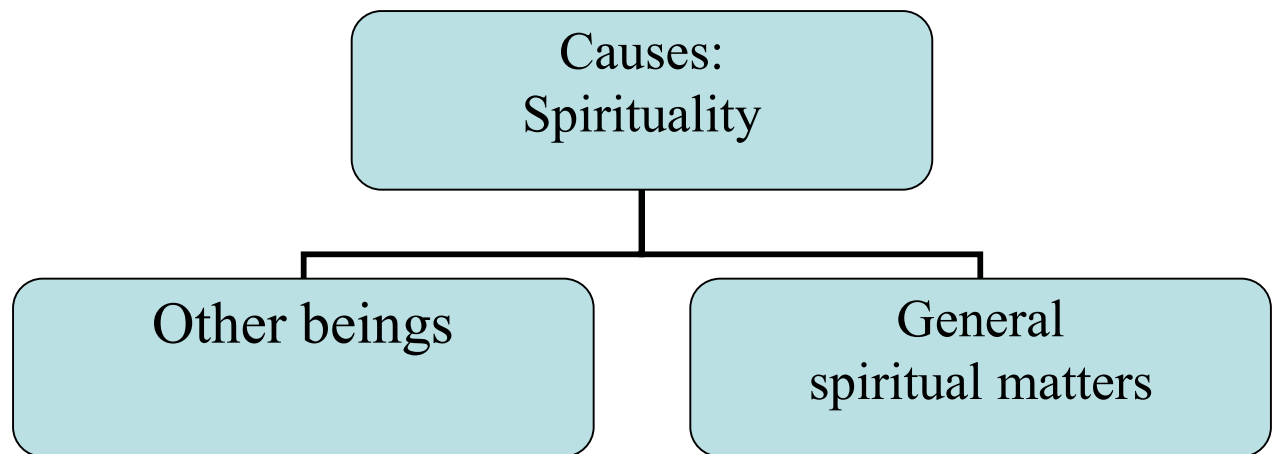 Causes:
Spirituality
Other beings
General
spiritual matters